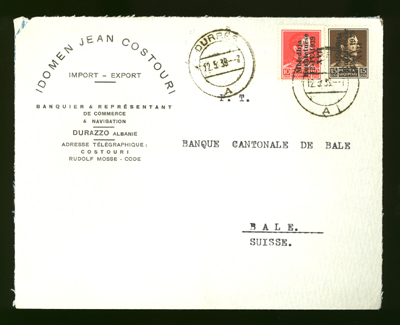 IDOMEN JEAN COSTOURI
IMPORT - EXPORT
BANQUIER & REPRÉSENTANT
DE COMMERCE
& NAVIGATION
DURAZZO ALBANIE
ADRESSE TÉLÉGRAPHIQUE:
COSTOURI
RUDOLF MOSSE - CODE
DURRËS
A
P. T.
BANQUE CANTONALE DE BALE
BALE.
SUISSE.